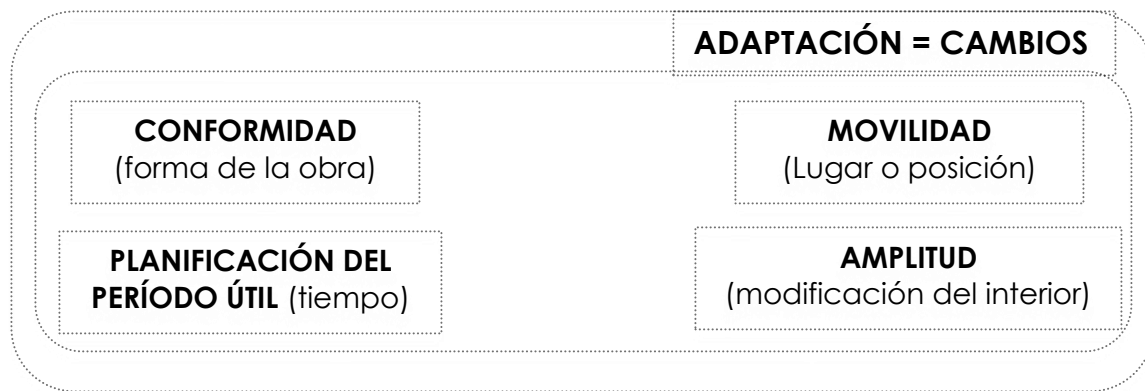 ADAPTACIÓN = CAMBIOS
CONFORMIDAD
(forma de la obra)
MOVILIDAD
(Lugar o posición)
PLANIFICACIÓN DEL
PERÍODO ÚTIL (tiempo)
AMPLITUD
(modificación del interior)